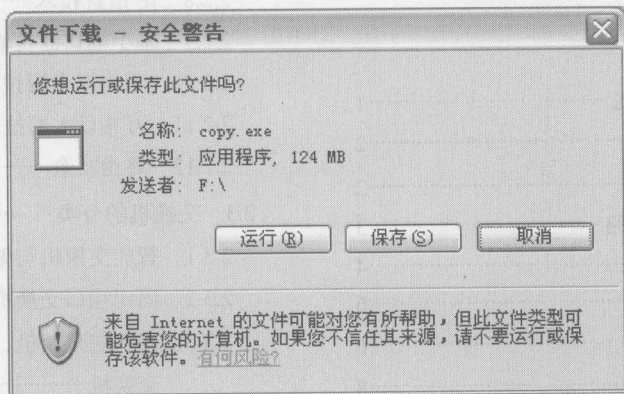 文件下载 - 安全警告
您想运行或保存此文件吗?
名称: copy.exe
类型: 应用程序, 124 MB
发送者: F:\
运行(R) 保存(S) 取消
来自 Internet 的文件可能对您有所帮助，但此文件类型可
能危害您的计算机。如果您不信任其来源，请不要运行或保
存该软件。有何风险?